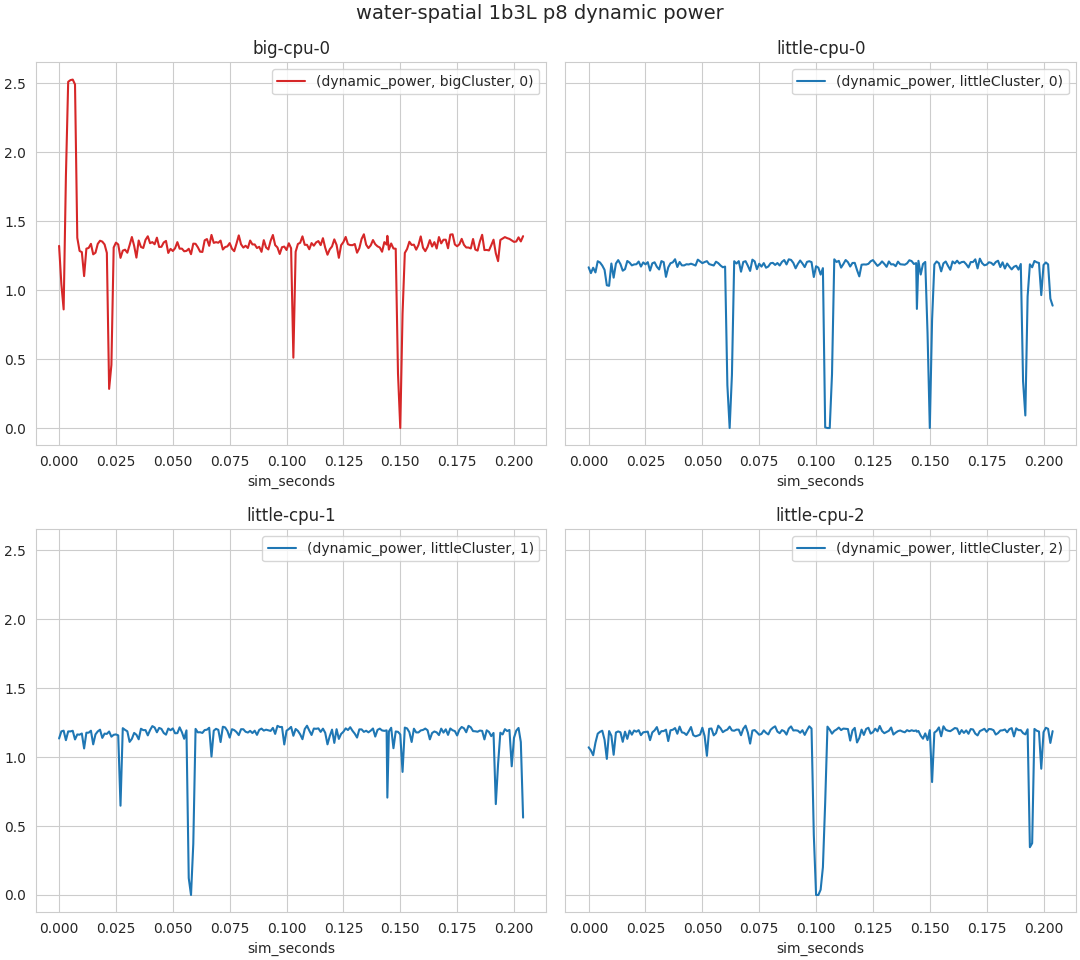 water-spatial 1b3L p8 dynamic power
big-cpu-0
(dynamic_power, bigCluster, 0)
2.5
2.0
1.5
1.0
0.5
0.0
0.000 0.025 0.050 0.075 0.100 0.125 0.150 0.175 0.200
sim_seconds
little-cpu-0
(dynamic_power, littleCluster, 0)
0.000 0.025 0.050 0.075 0.100 0.125 0.150 0.175 0.200
sim_seconds
little-cpu-1
(dynamic_power, littleCluster, 1)
2.5
2.0
1.5
1.0
0.5
0.0
0.000 0.025 0.050 0.075 0.100 0.125 0.150 0.175 0.200
sim_seconds
little-cpu-2
(dynamic_power, littleCluster, 2)
0.000 0.025 0.050 0.075 0.100 0.125 0.150 0.175 0.200
sim_seconds